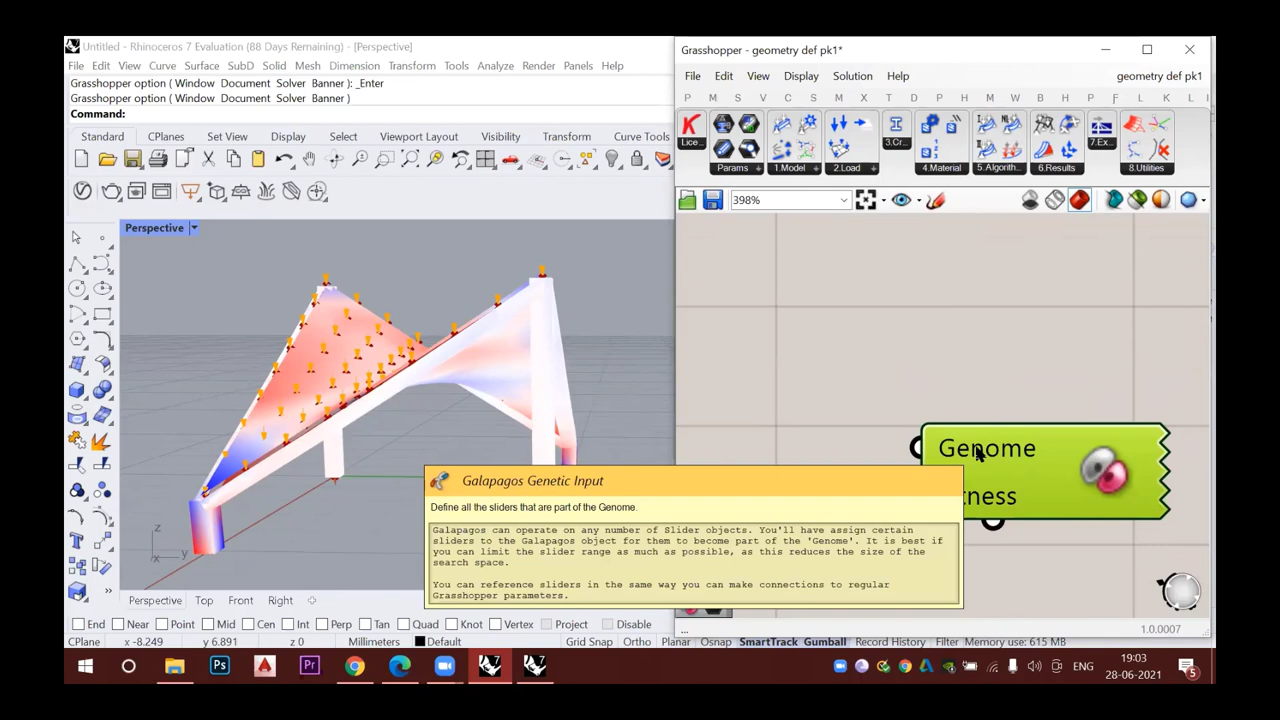 Untitled - Rhinoceros 7 Evaluation (88 Days Remaining) - [Perspective]
File Edit View Curve Surface SubD Solid Mesh Dimension Transform Tools Analyze Render Panels Help
Grasshopper option ( Window Document Solver Banner ): _Enter
Grasshopper option ( Window Document Solver Banner )
Command:
Standard CPlanes Set View Display Select Viewport Layout Visibility Transform Curve Tools
Perspective
z
x y
Perspective Top Front Right
End Near Point Mid Cen Int Perp Tan Quad Knot Vertex Project Disable
CPlane x -8.249 y 6.891 z 0 Millimeters Default Grid Snap Ortho Planar Osnap SmartTrack Gumball Record History Filter Memory use: 615 MB
Grasshopper - geometry def pk1*
File Edit View Display Solution Help geometry def pk1
P M S V C S M X T D P H M W B H F L K L I
Lice... Params 1.Model 2.Load 3.Cr... 4.Material 5.Algorith... 6.Results 7.Ex... 8.Utilities
398%
Genome
tness
Galapagos Genetic Input
Define all the sliders that are part of the Genome.
Galapagos can operate on any number of Slider objects. You'll have assign certain
sliders to the Galapagos object for them to become part of the 'Genome'. It is best if
you can limit the slider range as much as possible, as this reduces the size of the
search space.
You can reference sliders in the same way you can make connections to regular
Grasshopper parameters.
...
1.0.0007
Ps Pr 7 7
ENG
19:03
28-06-2021
5